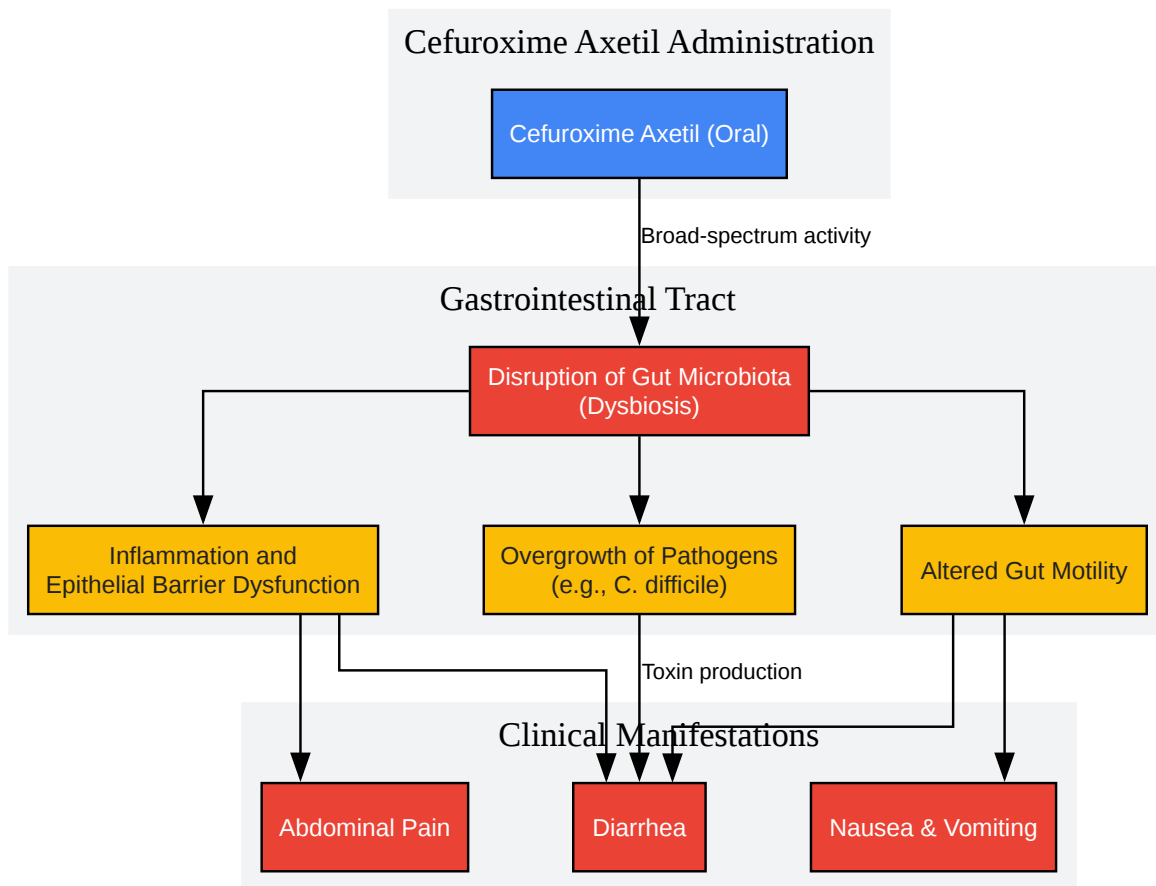 Cefuroxime Axetil Administration
Cefuroxime Axetil (Oral)
Broad-spectrum activity
Gastrointestinal Tract
Disruption of Gut Microbiota
(Dysbiosis)
Inflammation and
Epithelial Barrier Dysfunction
Overgrowth of Pathogens
(e.g., C. difficile)
Altered Gut Motility
Toxin production
Clinical Manifestations
Abdominal Pain
Diarrhea
Nausea & Vomiting